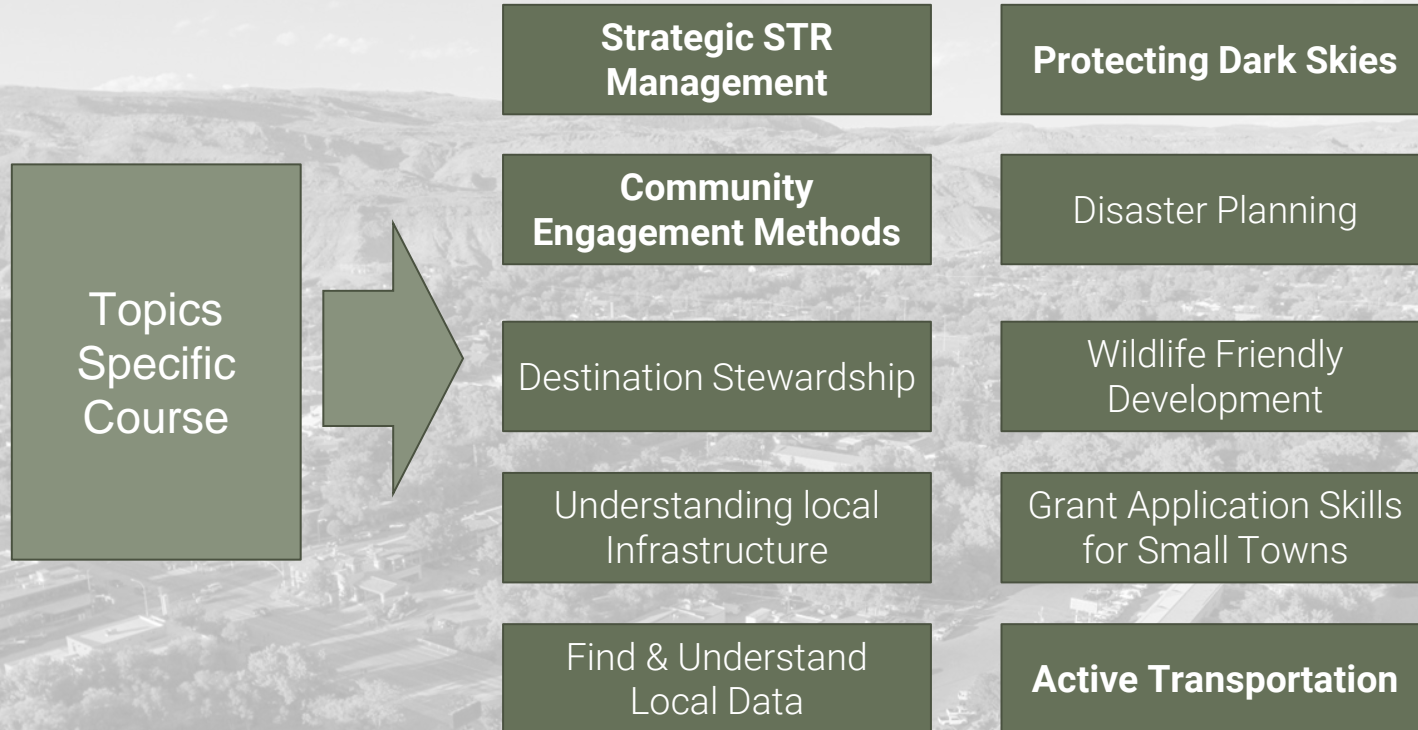 Topics
Specific
Course
Strategic STR
Management
Protecting Dark Skies
Community
Engagement Methods
Disaster Planning
Destination Stewardship
Wildlife Friendly
Development
Understanding local
Infrastructure
Grant Application Skills
for Small Towns
Find & Understand
Local Data
Active Transportation